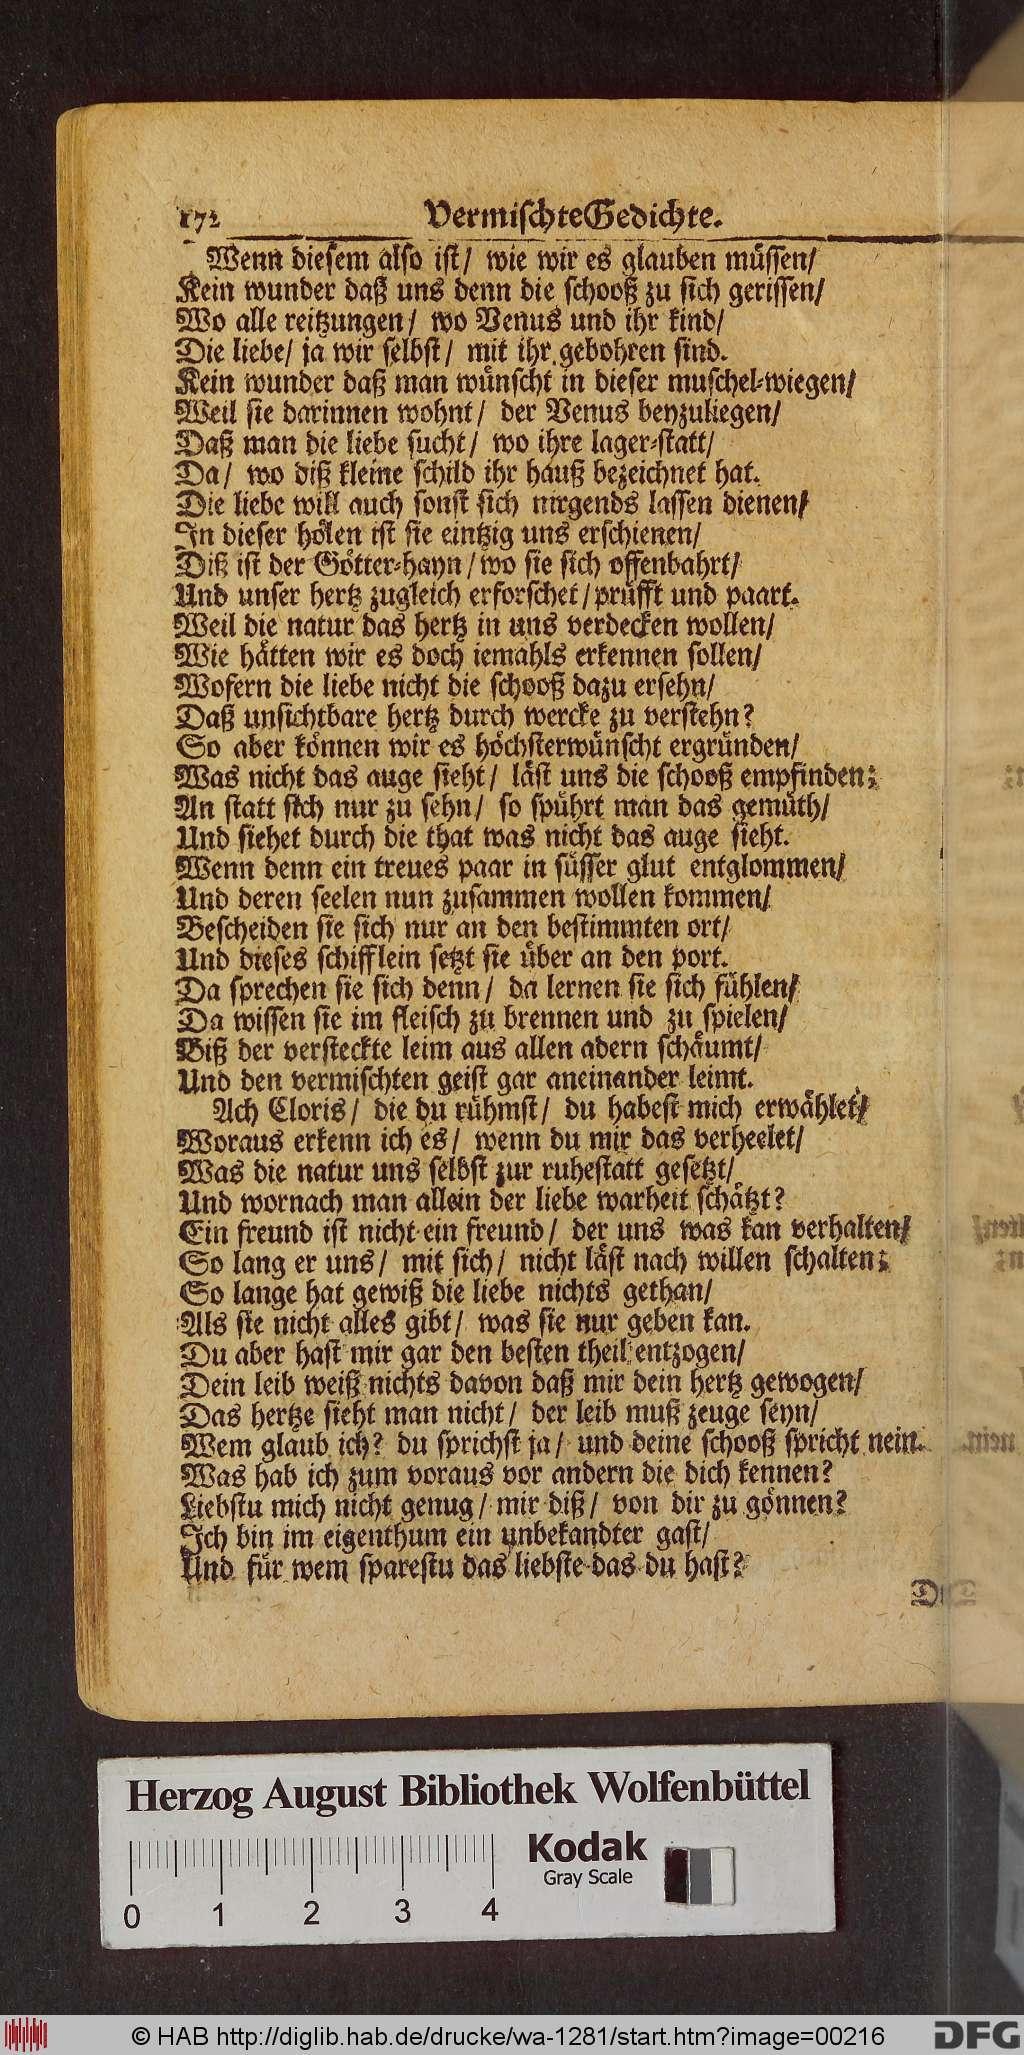 172 Vermischte Gedichte.
Wenn diesem also ist/ wie wir es glauben müssen/
Kein wunder daß uns denn die schooß zu sich gerissen/
Wo alle reitzungen/ wo Venus und ihr kind/
Die liebe/ ja wir selbst/ mit ihr gebohren sind.
Kein wunder daß man wünscht in dieser muschel-wiegen/
Weil sie darinnen wohnt/ der Venus beyzuliegen/
Daß man die liebe sucht/ wo ihre lager-statt/
Da/ wo diß kleine schild ihr hauß bezeichnet hat.
Die liebe will auch sonst sich nirgends lassen dienen/
In dieser hölen ist sie eintzig uns erschienen/
Diß ist der Götter-hayn/ wo sie sich offenbahrt/
Und unser hertz zugleich erforschet/ prüfft und paart.
Weil die natur das hertz in uns verdecken wollen/
Wie hätten wir es doch iemahls erkennen sollen/
Wofern die liebe nicht die schooß dazu ersehn/
Daß unsichtbare hertz durch wercke zu verstehn?
So aber können wir es höchsterwünscht ergründen/
Was nicht das auge sieht/ läst uns die schooß empfinden;
An statt sich nur zu sehn/ so spührt man das gemüth/
Und siehet durch die that was nicht das auge sieht.
Wenn denn ein treues paar in süsser glut entglommen/
Und deren seelen nun zusammen wollen kommen/
Bescheiden sie sich nur an den bestimmten ort/
Und dieses schifflein setzt sie über an den port.
Da sprechen sie sich denn/ da lernen sie sich fühlen/
Da wissen sie im fleisch zu brennen und zu spielen/
Biß der versteckte leim aus allen adern schäumt/
Und den vermischten geist gar aneinander leimt.
Ach Cloris/ die du rühmst/ du habest mich erwählet/
Woraus erkenn ich es/ wenn du mir das verheelet/
Was die natur uns selbst zur ruhestatt gesetzt/
Und wornach man allein der liebe warheit schätzt?
Ein freund ist nicht ein freund/ der uns was kan verhalten/
So lang er uns/ mit sich/ nicht läst nach willen schalten;
So lange hat gewiß die liebe nichts gethan/
Als sie nicht alles gibt/ was sie nur geben kan.
Du aber hast mir gar den besten theil entzogen/
Dein leib weiß nichts davon daß mir dein hertz gewogen/
Das hertze sieht man nicht/ der leib muß zeuge seyn/
Wem glaub ich? du sprichst ja/ und deine schooß spricht nein.
Was hab ich zum voraus vor andern die dich kennen?
Liebstu mich nicht genug/ mir diß/ von dir zu gönnen?
Ich bin im eigenthum ein unbekandter gast/
Und für wem sparestu das liebste das du hast?
Herzog August Bibliothek Wolfenbüttel
Kodak
Gray Scale
0 1 2 3 4
© HAB http://diglib.hab.de/drucke/wa-1281/start.htm?image=00216
DFG